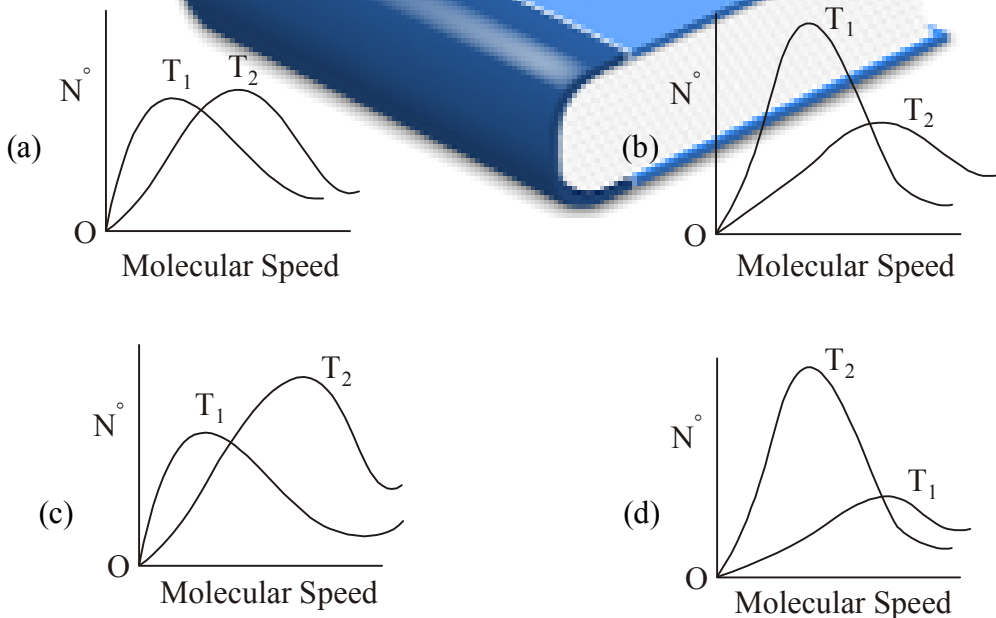 (a)
N°
T₁
T₂
O
Molecular Speed
(b)
N°
T₁
T₂
O
Molecular Speed
(c)
N°
T₁
T₂
O
Molecular Speed
(d)
N°
T₂
T₁
O
Molecular Speed